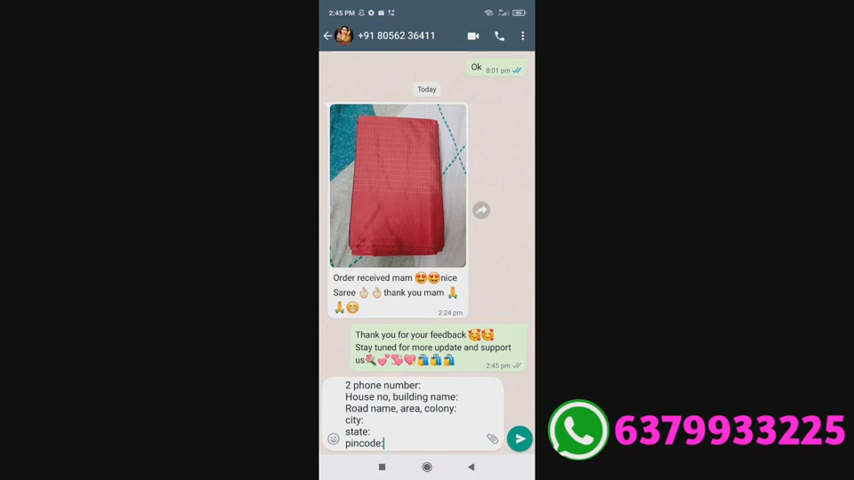 2:45 PM
+91 80562 36411
Ok
8:01 pm
Today
Order received mam 😍😍nice
Saree 👌🏻👌🏻thank you mam 🙏
🙏😁
2:24 pm
Thank you for your feedback 🥰🥰
Stay tuned for more update and support
us💐💕💞💖🛍️🛍️🛍️
2:45 pm
2 phone number:
House no, building name:
Road name, area, colony:
city:
state:
pincode:
6379933225